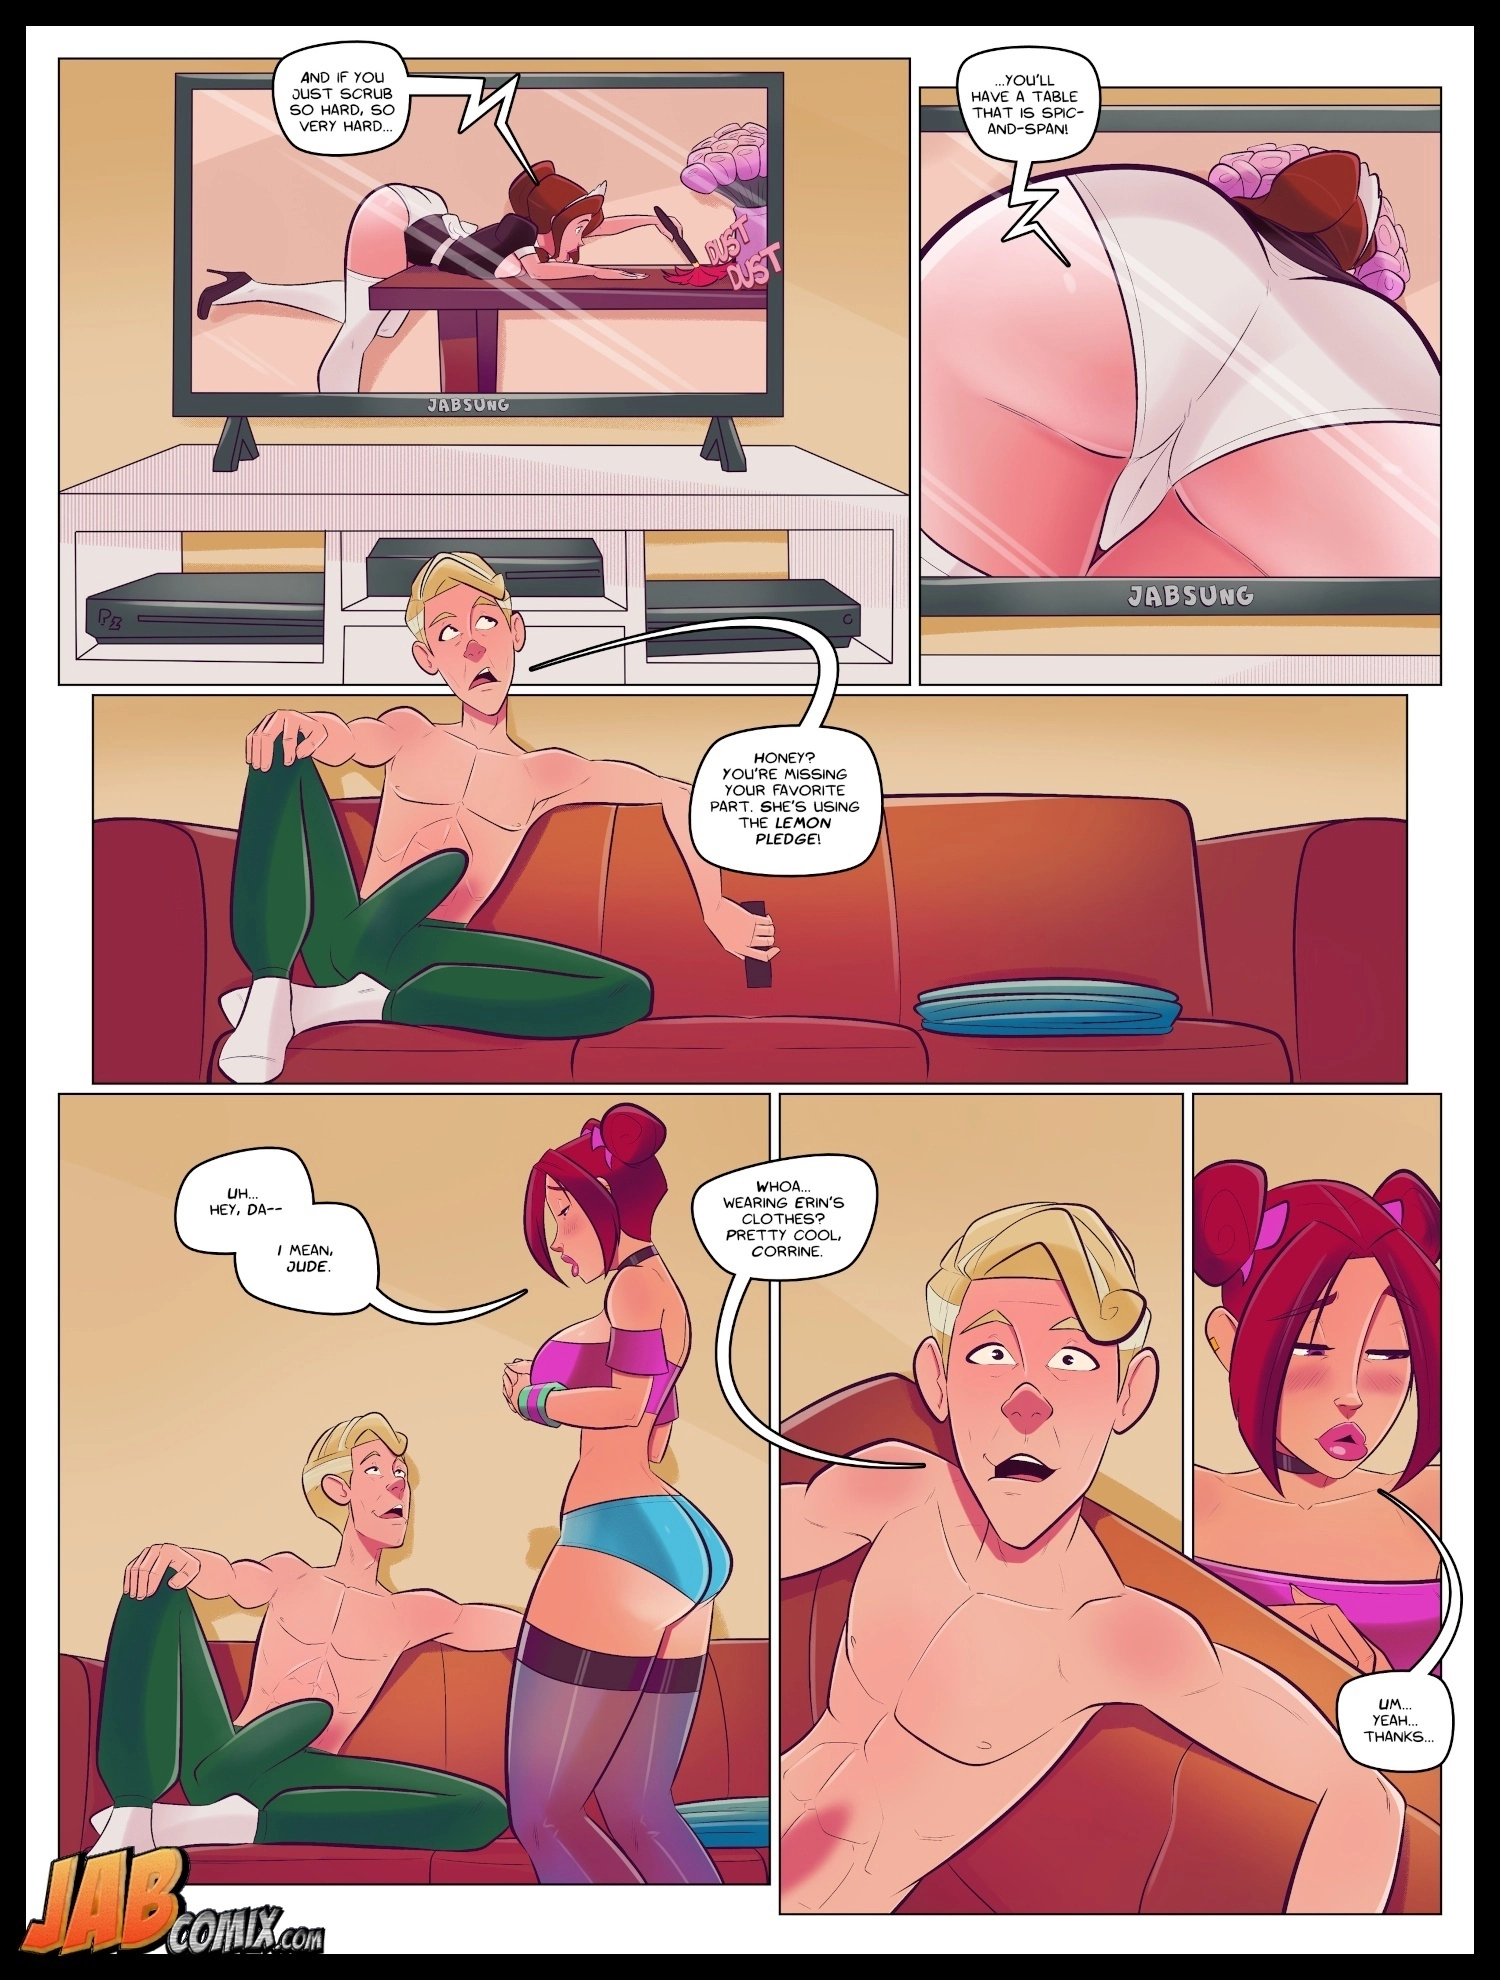 AND IF YOU
JUST SCRUB
SO HARD, SO
VERY HARD...
...YOU'LL
HAVE A TABLE
THAT IS SPIC-
AND-SPAN!
DUST
DUST
JABSUNG
JABSUNG
HONEY?
YOU'RE MISSING
YOUR FAVORITE
PART. SHE'S USING
THE LEMON
PLEDGE!
UH...
HEY, DA--
I MEAN,
JUDE.
WHOA...
WEARING ERIN'S
CLOTHES?
PRETTY COOL,
CORRINE.
UM...
YEAH...
THANKS...
JAB
COMIX.COM